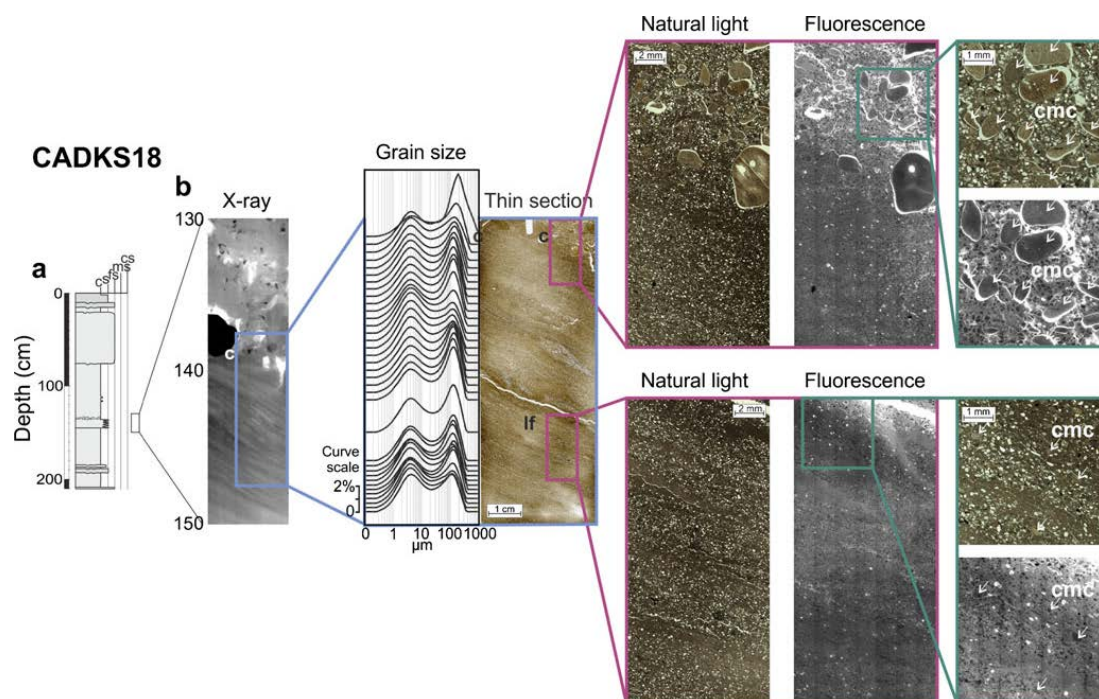 CADKS18
a
cs
fs
ms
cs
Depth (cm)
0
100
200
b
X-ray
130
140
150
c
Grain size
Curve
scale
2%
0
0 1 10 100 1000
µm
Thin section
c
c
lf
1 cm
Natural light
Fluorescence
2 mm
1 mm
cmc
cmc
Natural light
Fluorescence
2 mm
1 mm
cmc
cmc